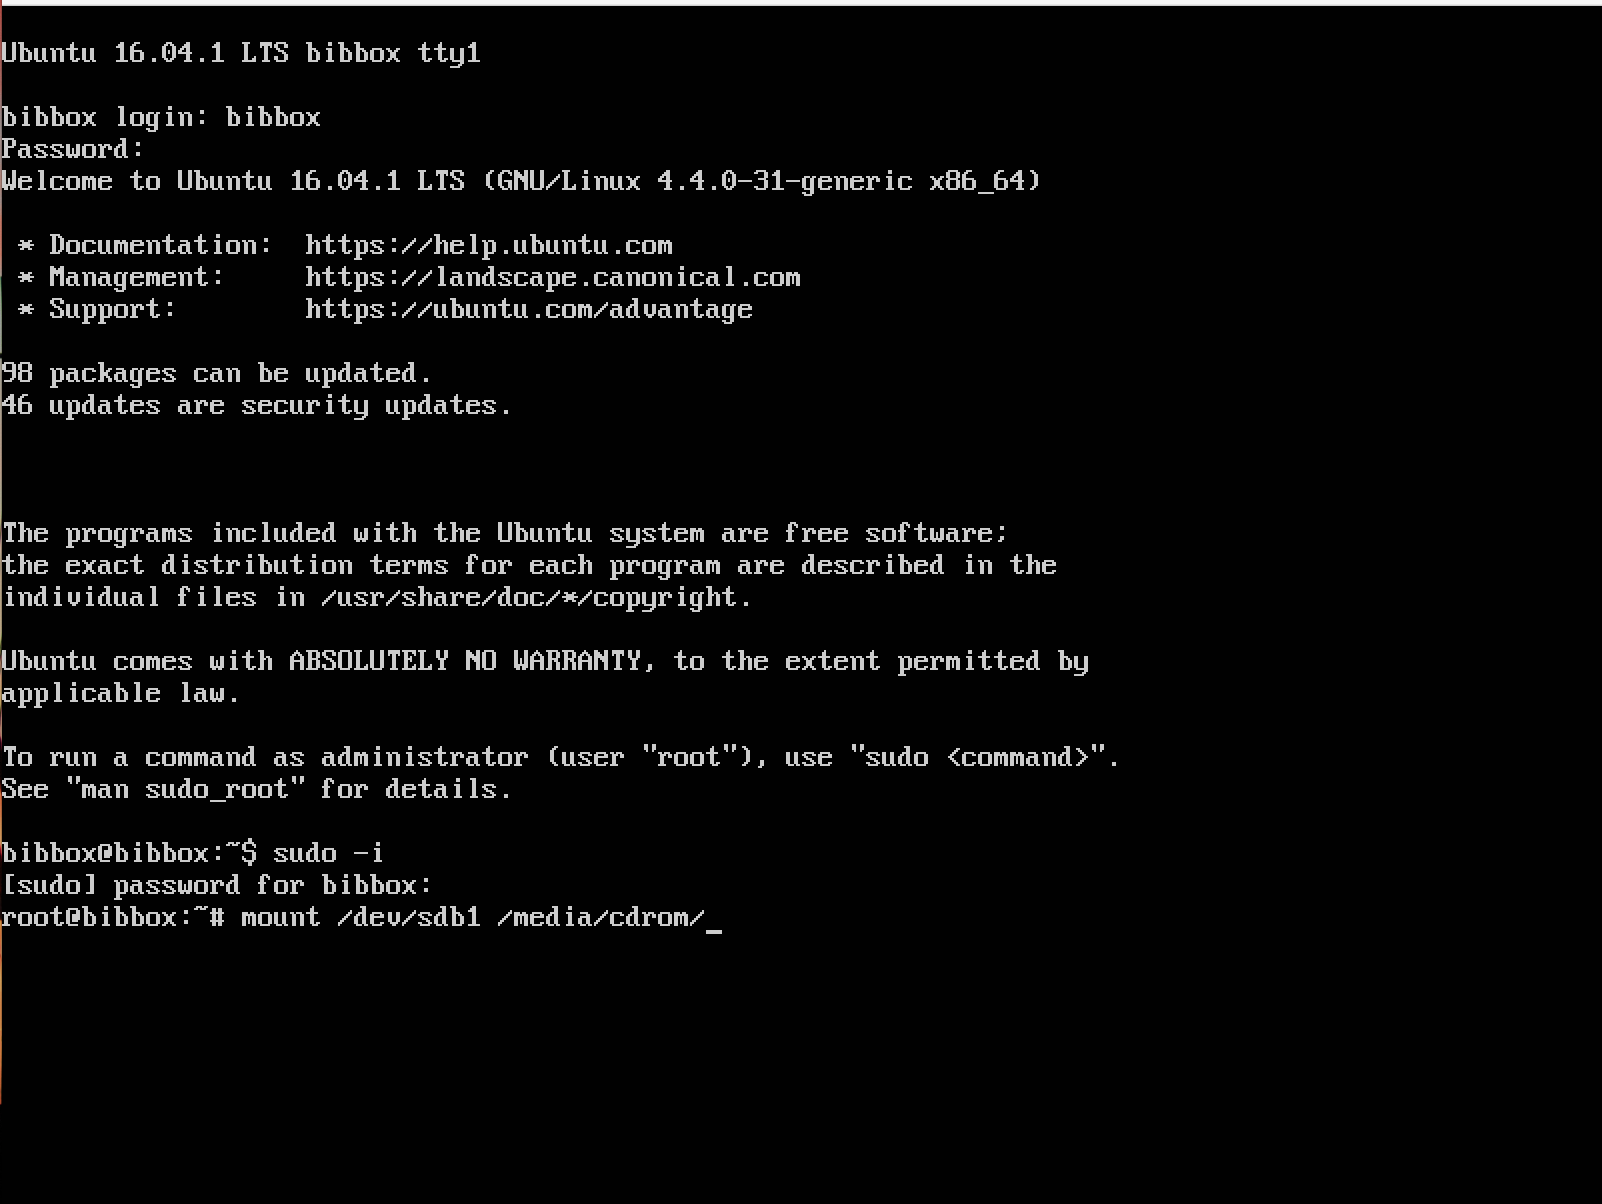 Ubuntu 16.04.1 LTS bibbox tty1
bibbox login: bibbox
Password:
Welcome to Ubuntu 16.04.1 LTS (GNU/Linux 4.4.0-31-generic x86_64)
* Documentation:  https://help.ubuntu.com
* Management:     https://landscape.canonical.com
* Support:        https://ubuntu.com/advantage
98 packages can be updated.
46 updates are security updates.
The programs included with the Ubuntu system are free software;
the exact distribution terms for each program are described in the
individual files in /usr/share/doc/*/copyright.
Ubuntu comes with ABSOLUTELY NO WARRANTY, to the extent permitted by
applicable law.
To run a command as administrator (user "root"), use "sudo <command>".
See "man sudo_root" for details.
bibbox@bibbox:~$ sudo -i
[sudo] password for bibbox:
root@bibbox:~# mount /dev/sdb1 /media/cdrom/_